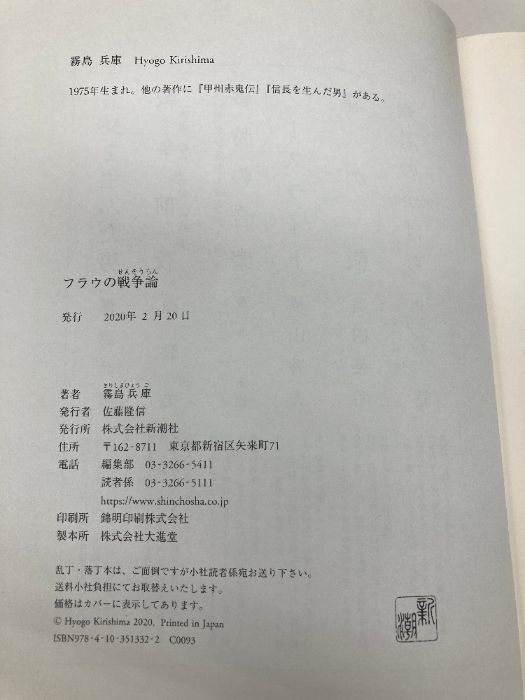 霧島 兵庫 Hyogo Kirishima
1975年生まれ。他の著作に『甲州赤鬼伝』『信長を生んだ男』がある。
せんそうろん
フラウの戦争論
発行 2020年 2月 20日
きりしまひょうご
著者 霧島兵庫
発行者 佐藤隆信
発行所 株式会社新潮社
住所 〒162-8711 東京都新宿区矢来町71
電話 編集部 03-3266-5411
読者係 03-3266-5111
https://www.shinchosha.co.jp
印刷所 錦明印刷株式会社
製本所 株式会社大進堂
乱丁・落丁本は、ご面倒ですが小社読者係宛お送り下さい。
送料小社負担にてお取替えいたします。
価格はカバーに表示してあります。
© Hyogo Kirishima 2020, Printed in Japan
ISBN978-4-10-351332-2 C0093
新潮